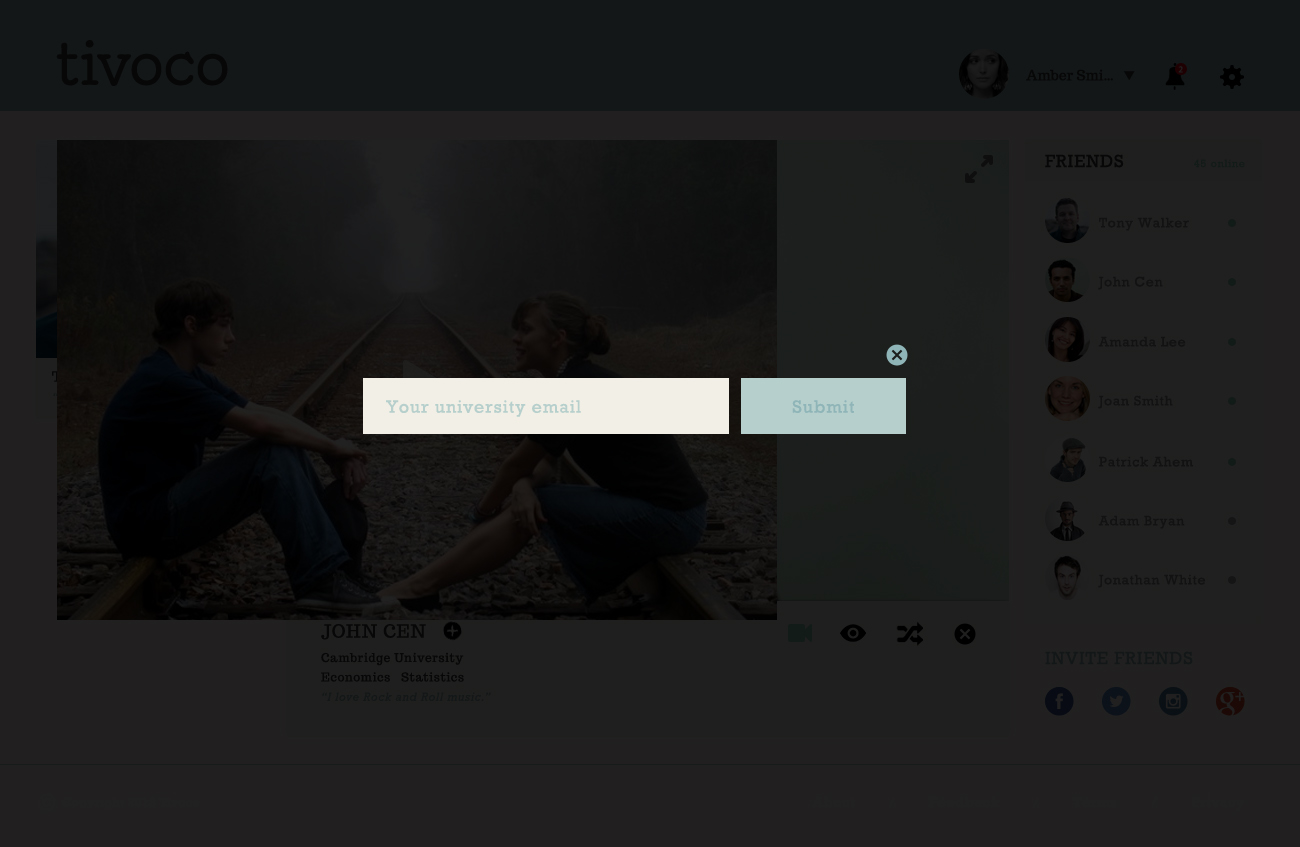 tivoco
Amber Smi... ▼
2
FRIENDS
Tony Walker
John Cen
Amanda Lee
Your university email
Submit
Joan Smith
Patrick Ahem
Adam Bryan
Jonathan White
JOHN CEN
Cambridge University
Economics Statistics
"I love Rock and Roll music."
INVITE FRIENDS